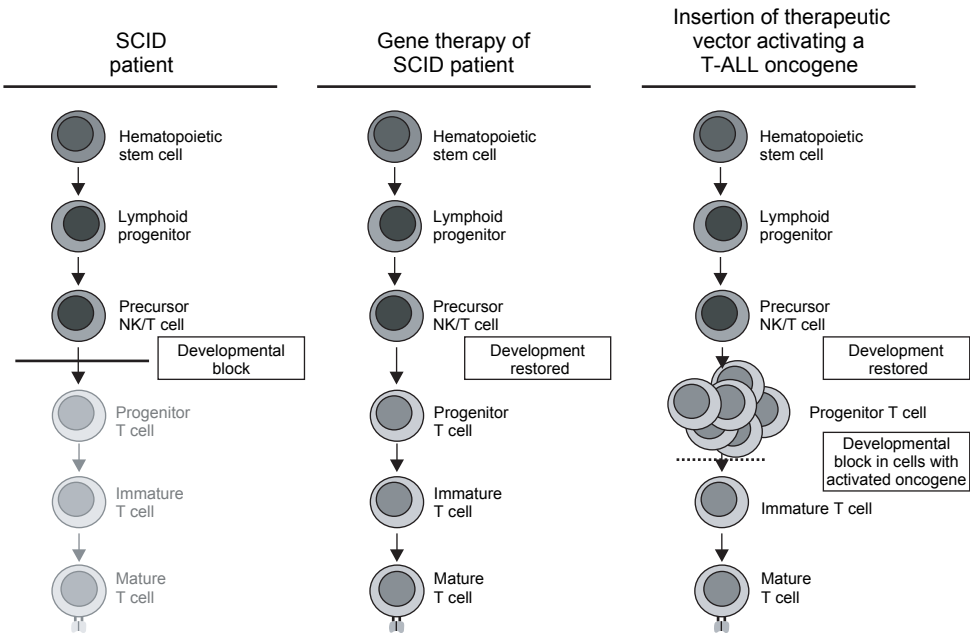 SCID
patient
Hematopoietic
stem cell
Lymphoid
progenitor
Precursor
NK/T cell
Developmental
block
Progenitor
T cell
Immature
T cell
Mature
T cell
Gene therapy of
SCID patient
Hematopoietic
stem cell
Lymphoid
progenitor
Precursor
NK/T cell
Development
restored
Progenitor
T cell
Immature
T cell
Mature
T cell
Insertion of therapeutic
vector activating a
T-ALL oncogene
Hematopoietic
stem cell
Lymphoid
progenitor
Precursor
NK/T cell
Development
restored
Progenitor T cell
Developmental
block in cells with
activated oncogene
Immature T cell
Mature
T cell